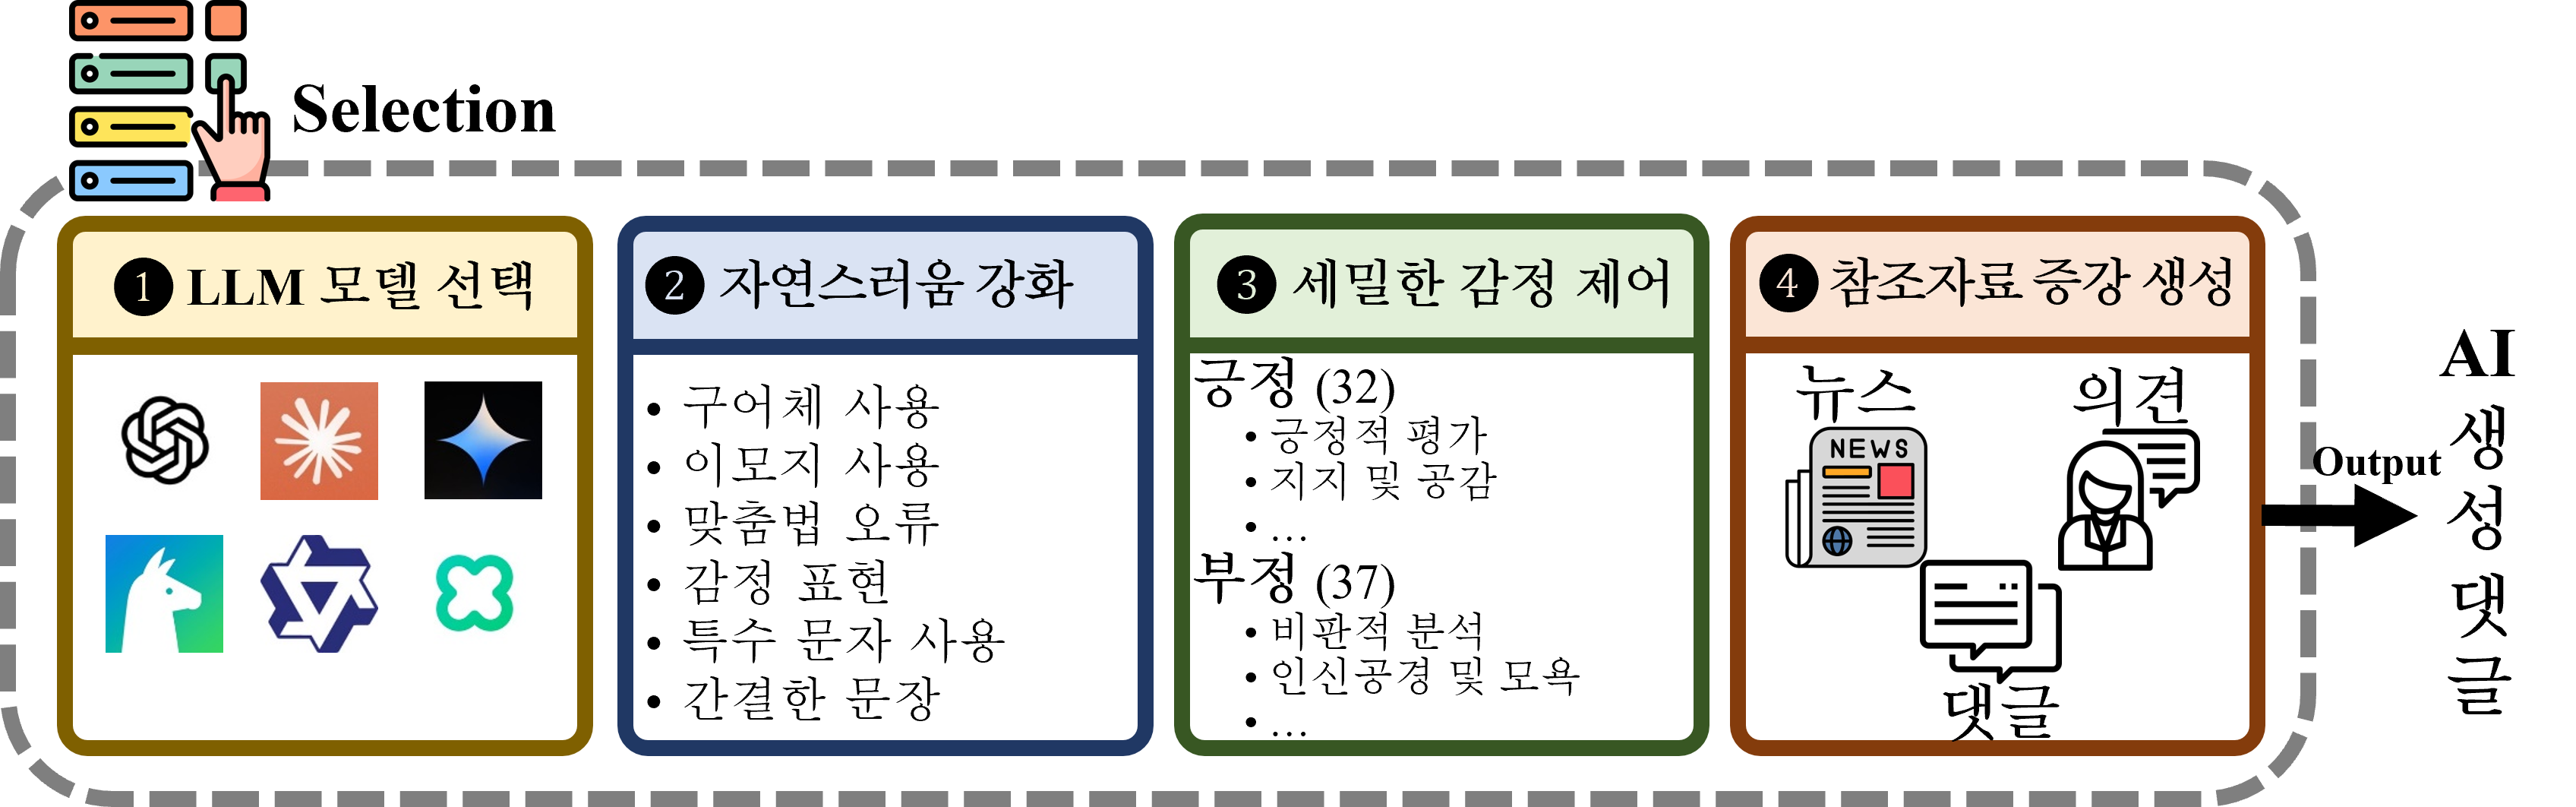 Selection
❶ LLM 모델 선택
❷ 자연스러움 강화
• 구어체 사용
• 이모지 사용
• 맞춤법 오류
• 감정 표현
• 특수 문자 사용
• 간결한 문장
❸ 세밀한 감정 제어
긍정 (32)
• 긍정적 평가
• 지지 및 공감
• ...
부정 (37)
• 비판적 분석
• 인신공경 및 모욕
• ...
❹ 참조자료 증강 생성
뉴스
NEWS
의견
댓글
Output
AI
생
성
댓
글